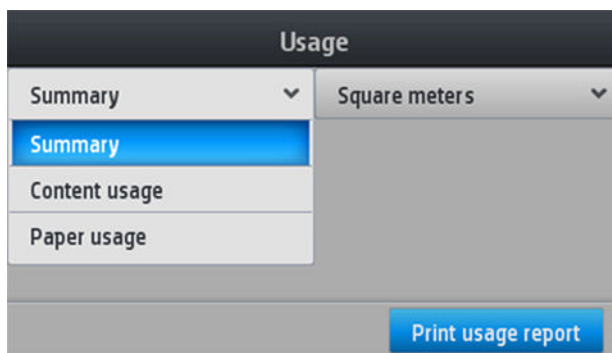 Usage
Summary
Square meters
Summary
Content usage
Paper usage
Print usage report